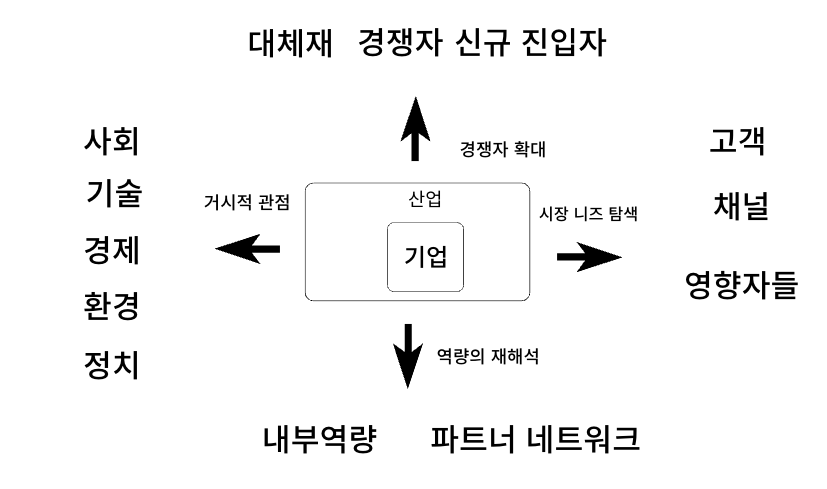 대체재 경쟁자 신규 진입자
경쟁자 확대
사회
기술
경제
환경
정치
거시적 관점
산업
기업
시장 니즈 탐색
고객
채널
영향자들
역량의 재해석
내부역량 파트너 네트워크